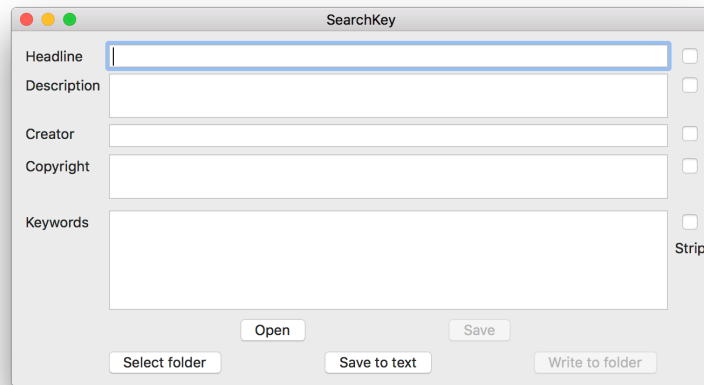 SearchKey
Headline
Description
Creator
Copyright
Keywords
Strip
Open Save
Select folder Save to text Write to folder